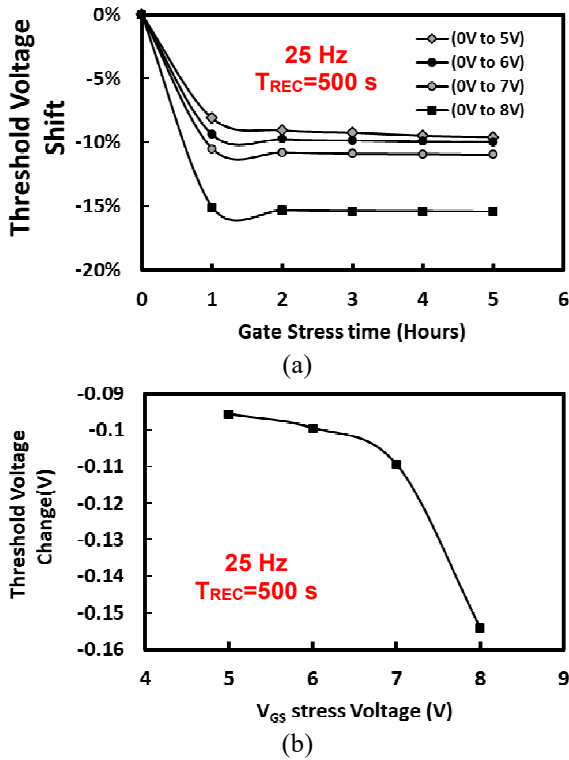 Threshold Voltage
Shift
0%
-5%
-10%
-15%
-20%
25 Hz
TREC=500 s
(0V to 5V)
(0V to 6V)
(0V to 7V)
(0V to 8V)
0 1 2 3 4 5 6
Gate Stress time (Hours)
(a)
Threshold Voltage
Change(V)
-0.09
-0.1
-0.11
-0.12
-0.13
-0.14
-0.15
-0.16
25 Hz
TREC=500 s
4 5 6 7 8 9
VGS stress Voltage (V)
(b)